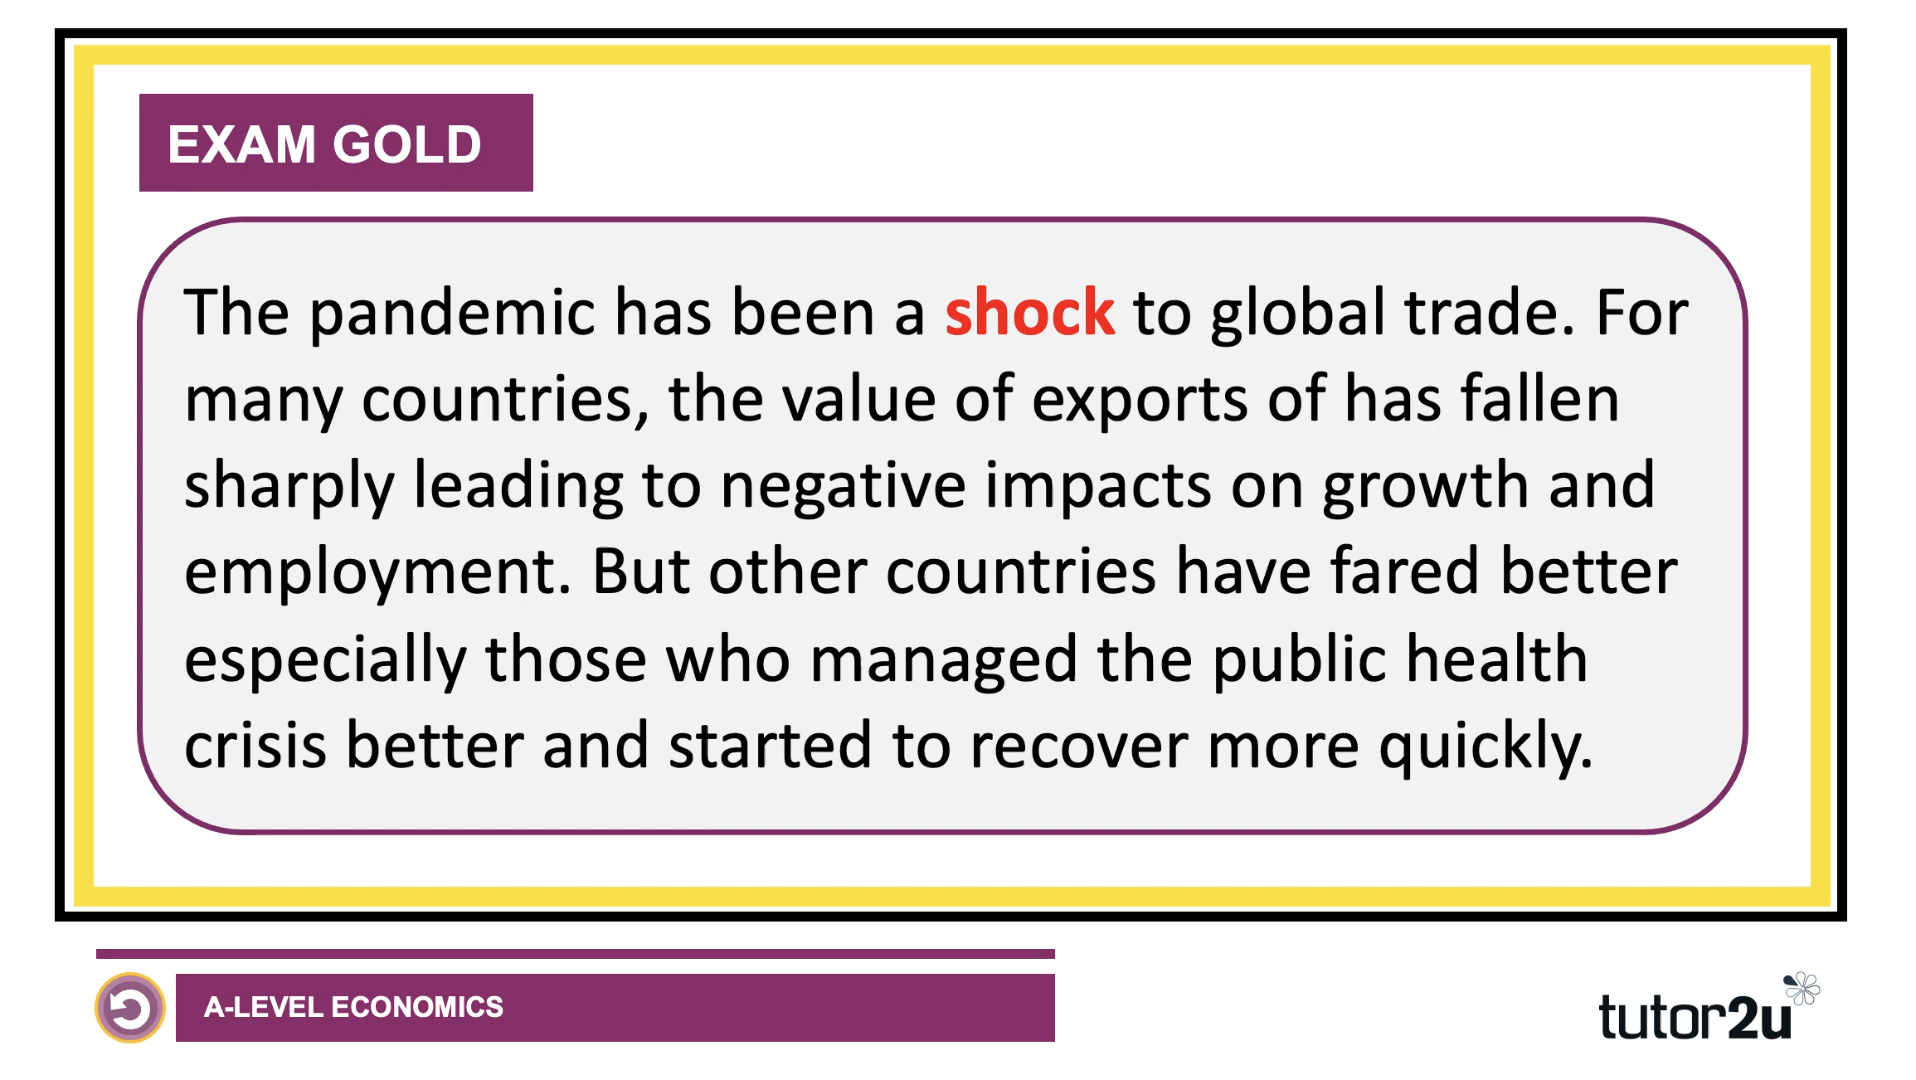 EXAM GOLD
The pandemic has been a shock to global trade. For
many countries, the value of exports of has fallen
sharply leading to negative impacts on growth and
employment. But other countries have fared better
especially those who managed the public health
crisis better and started to recover more quickly.
A-LEVEL ECONOMICS
tutor2u